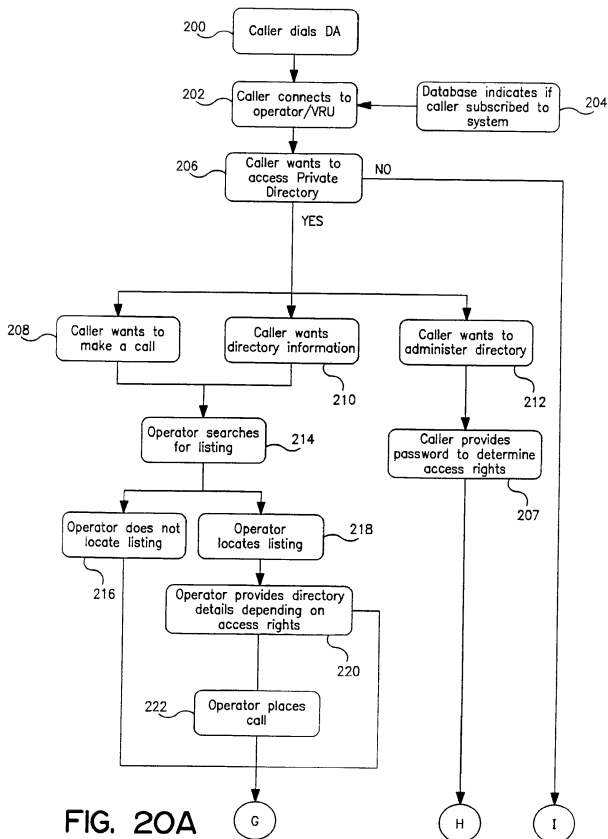 200
Caller dials DA
202
Caller connects to
operator/VRU
Database indicates if
caller subscribed to
system
204
206
Caller wants to
access Private
Directory
NO
YES
208
Caller wants to
make a call
Caller wants
directory information
210
Caller wants to
administer directory
212
Operator searches
for listing
214
Caller provides
password to determine
access rights
207
Operator does not
locate listing
216
Operator
locates listing
218
Operator provides directory
details depending on
access rights
220
222
Operator places
call
FIG. 20A
G
H
I